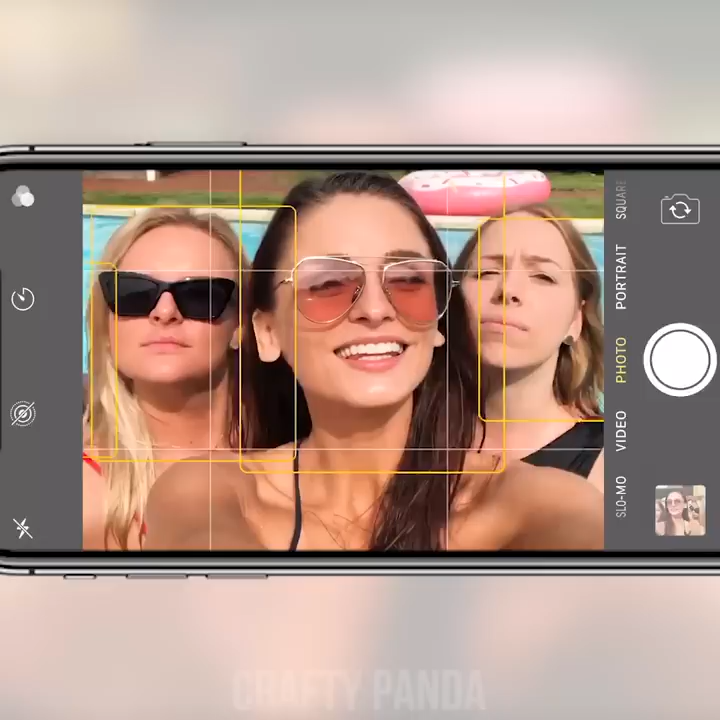 SQUARE
PORTRAIT
PHOTO
VIDEO
SLO-MO
CRAFTY PANDA